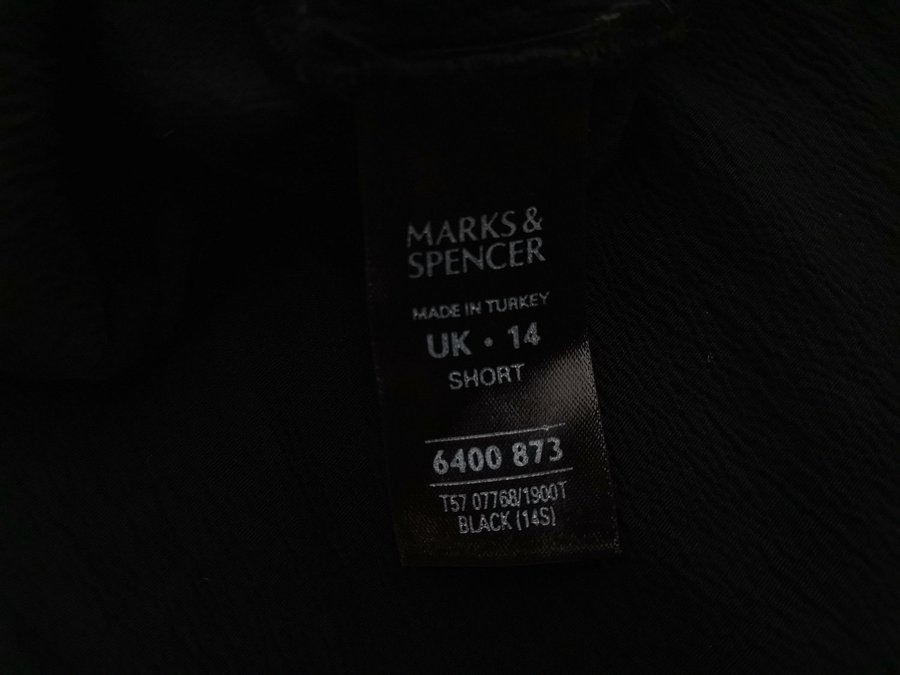 MARKS &
SPENCER
MADE IN TURKEY
UK • 14
SHORT
6400 873
T57 07768/1900T
BLACK (14S)